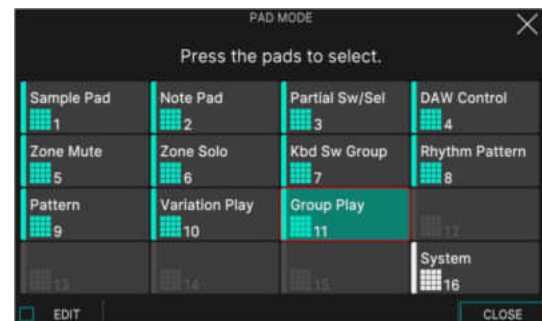 PAD MODE
Press the pads to select.
Sample Pad Note Pad Partial Sw/Sel DAW Control
1 2 3 4
Zone Mute Zone Solo Kbd Sw Group Rhythm Pattern
5 6 7 8
Pattern Variation Play Group Play
9 10 11 12
System
13 14 15 16
EDIT CLOSE